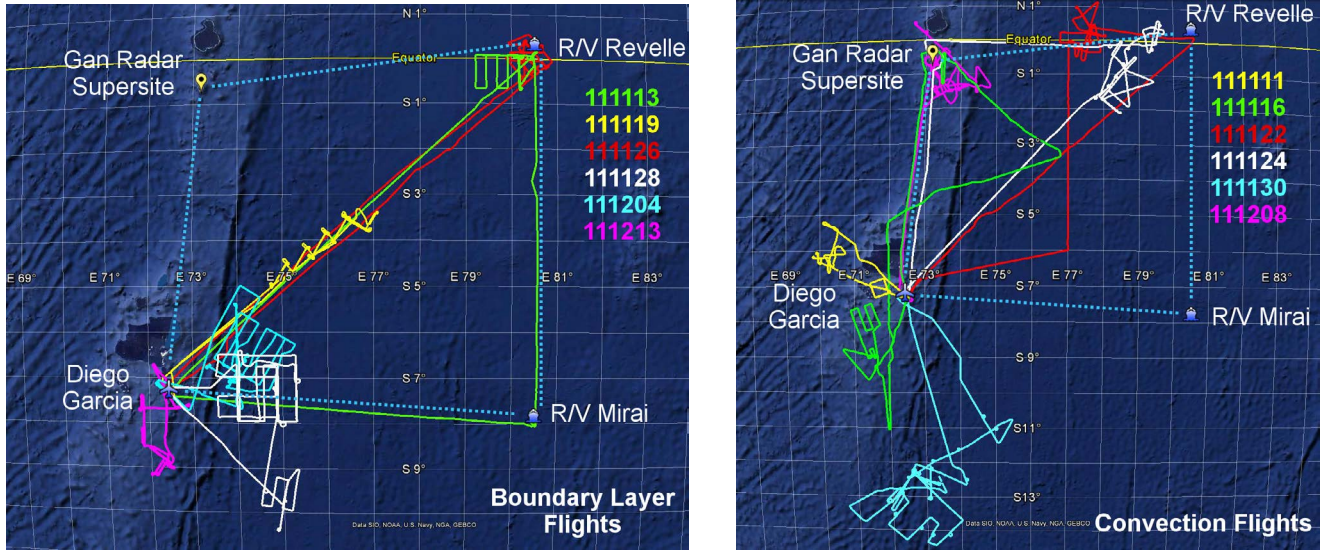 N 1°
R/V Revelle
Equator
Gan Radar
Supersite
S 1°
111113
111119
111126
111128
111204
111213
S 3°
E 69°
E 71°
E 73°
E 75°
E 77°
E 79°
E 81°
E 83°
S 5°
Diego
Garcia
S 7°
R/V Mirai
S 9°
Boundary Layer
Flights
Data SIO, NOAA, U.S. Navy, NGA, GEBCO
N 1°
R/V Revelle
Equator
Gan Radar
Supersite
S 1°
111111
111116
111122
111124
111130
111208
S 3°
S 5°
E 69°
E 71°
E 73°
E 75°
E 77°
E 79°
E 81°
E 83°
S 7°
Diego
Garcia
R/V Mirai
S 9°
S11°
S13°
Data SIO, NOAA, U.S. Navy, NGA, GEBCO
Convection Flights